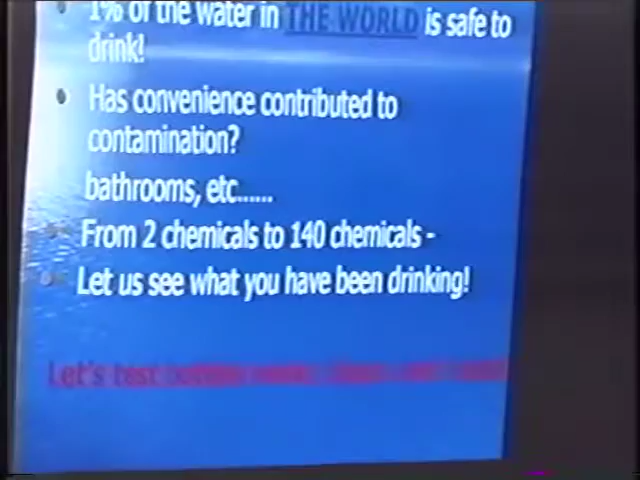 1% of the water in THE WORLD is safe to
drink!
Has convenience contributed to
contamination?
bathrooms, etc......
From 2 chemicals to 140 chemicals -
Let us see what you have been drinking!
Let's test